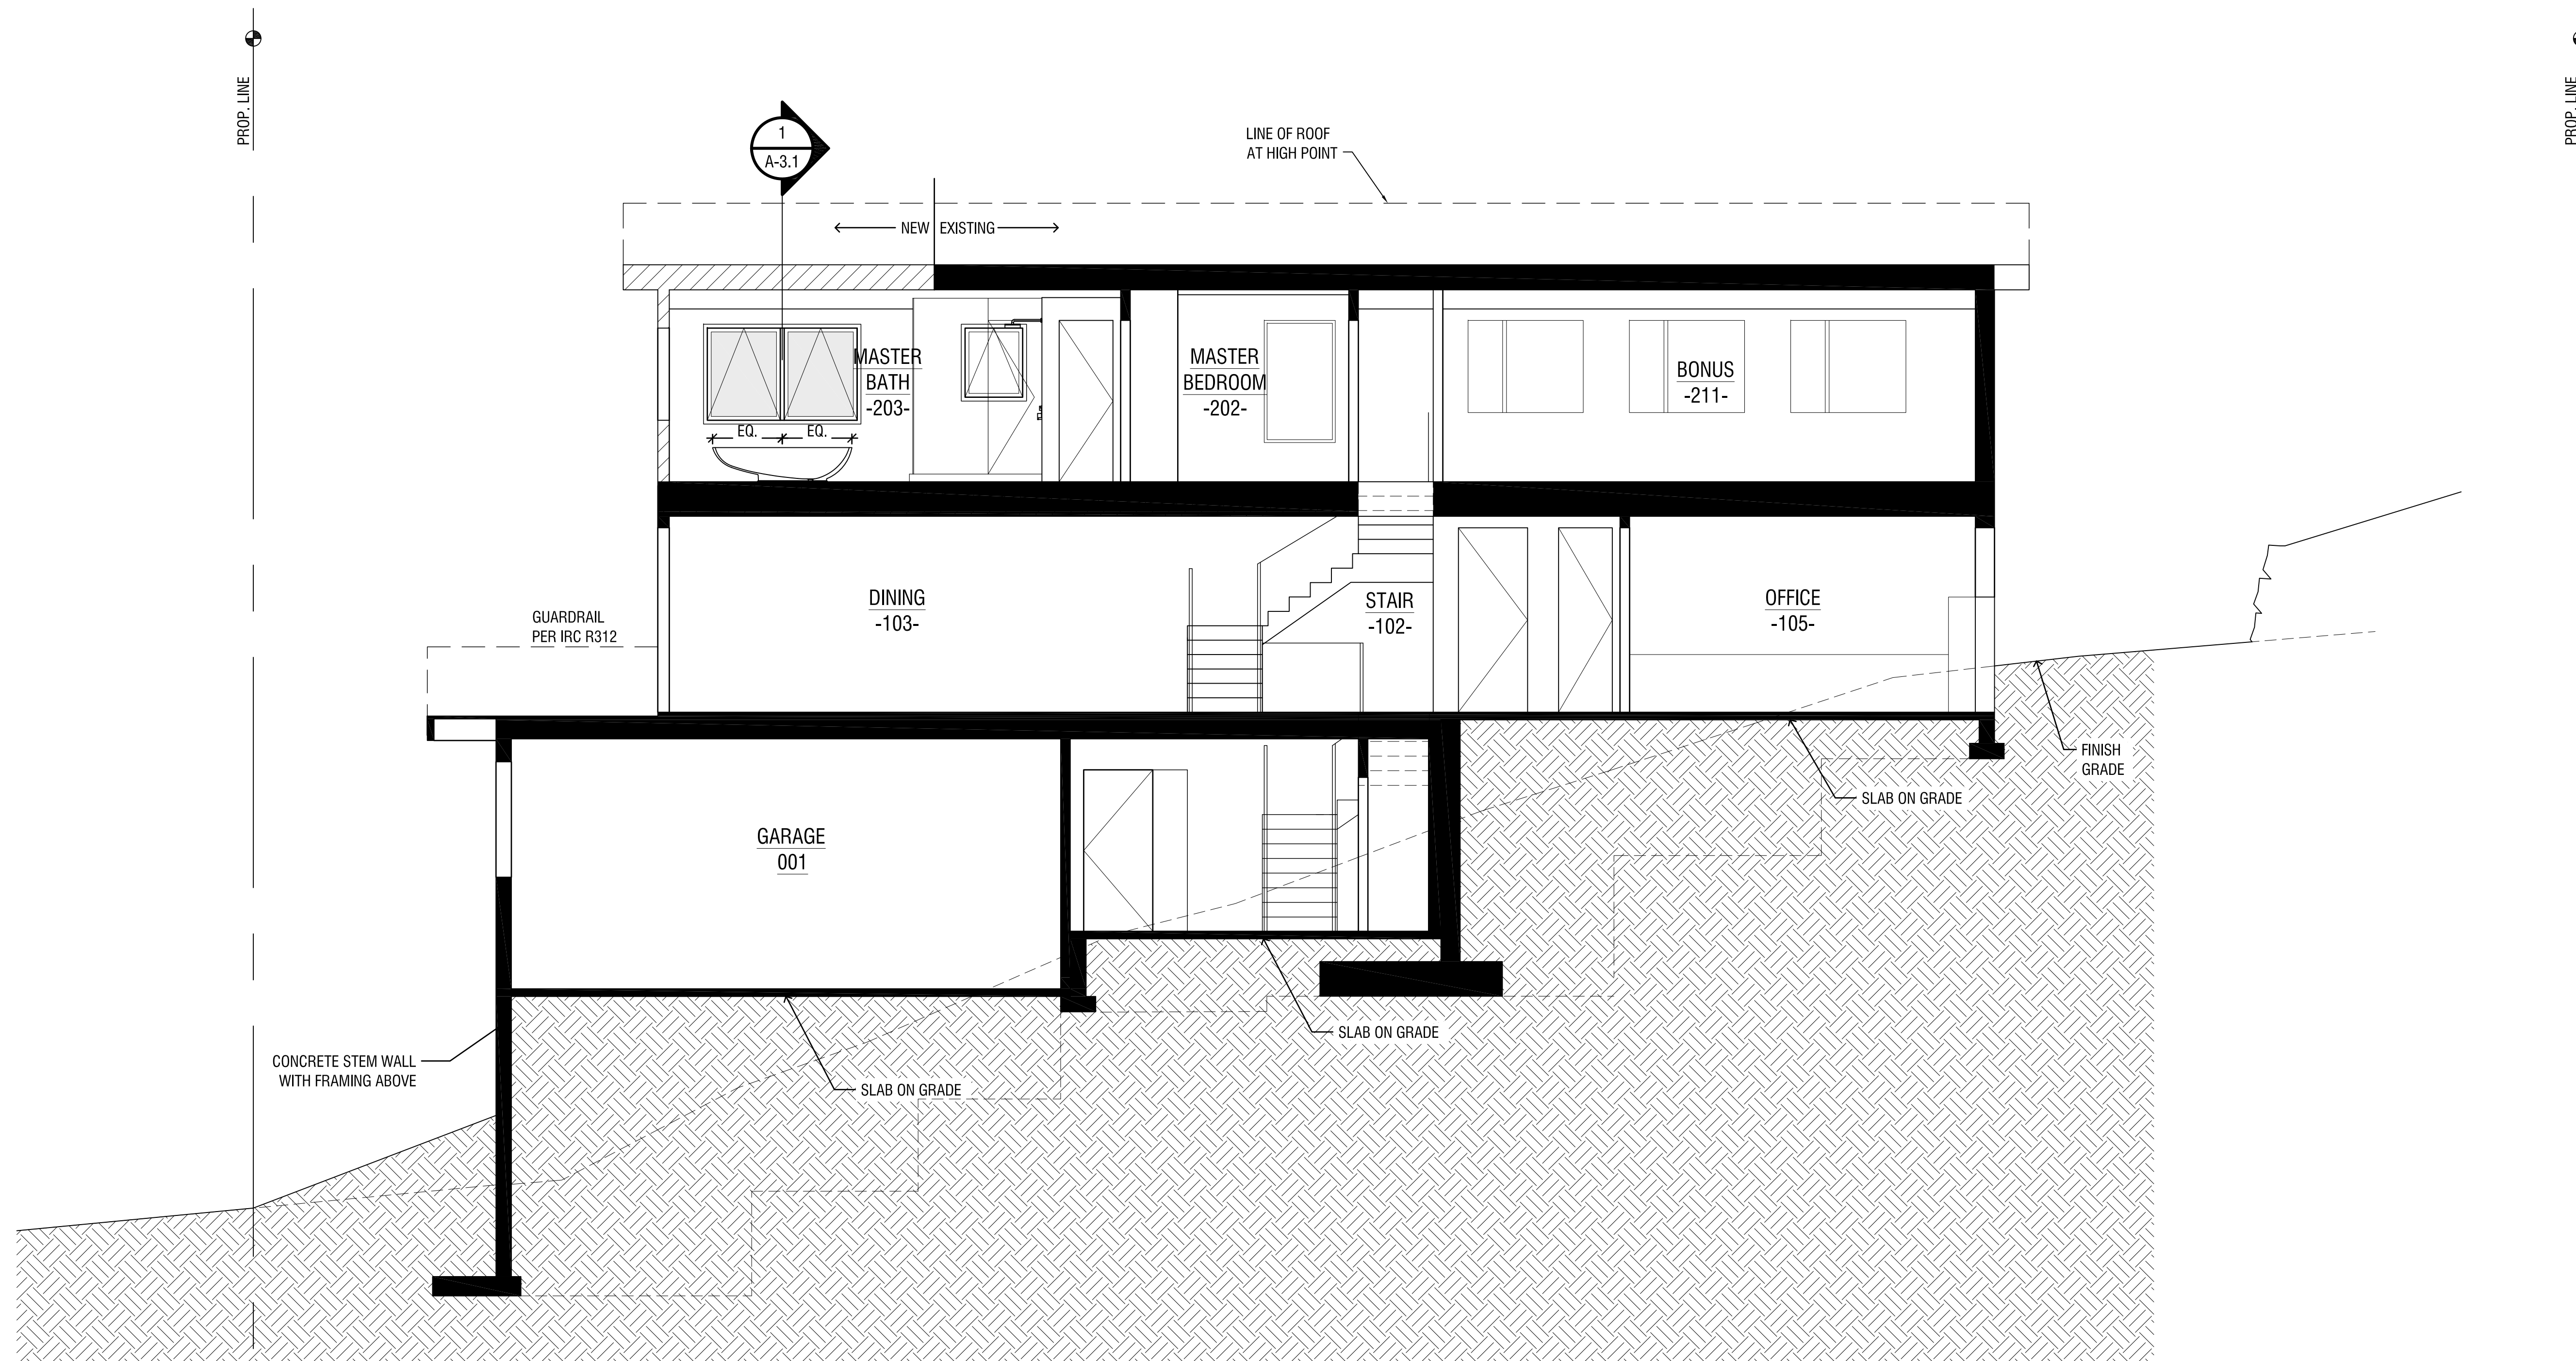 PROP. LINE
PROP. LINE
1
A-3.1
LINE OF ROOF
AT HIGH POINT
NEW EXISTING
MASTER
BATH
-203-
EQ. EQ.
MASTER
BEDROOM
-202-
BONUS
-211-
DINING
-103-
STAIR
-102-
OFFICE
-105-
GUARDRAIL
PER IRC R312
FINISH
GRADE
SLAB ON GRADE
GARAGE
001
SLAB ON GRADE
CONCRETE STEM WALL
WITH FRAMING ABOVE
SLAB ON GRADE